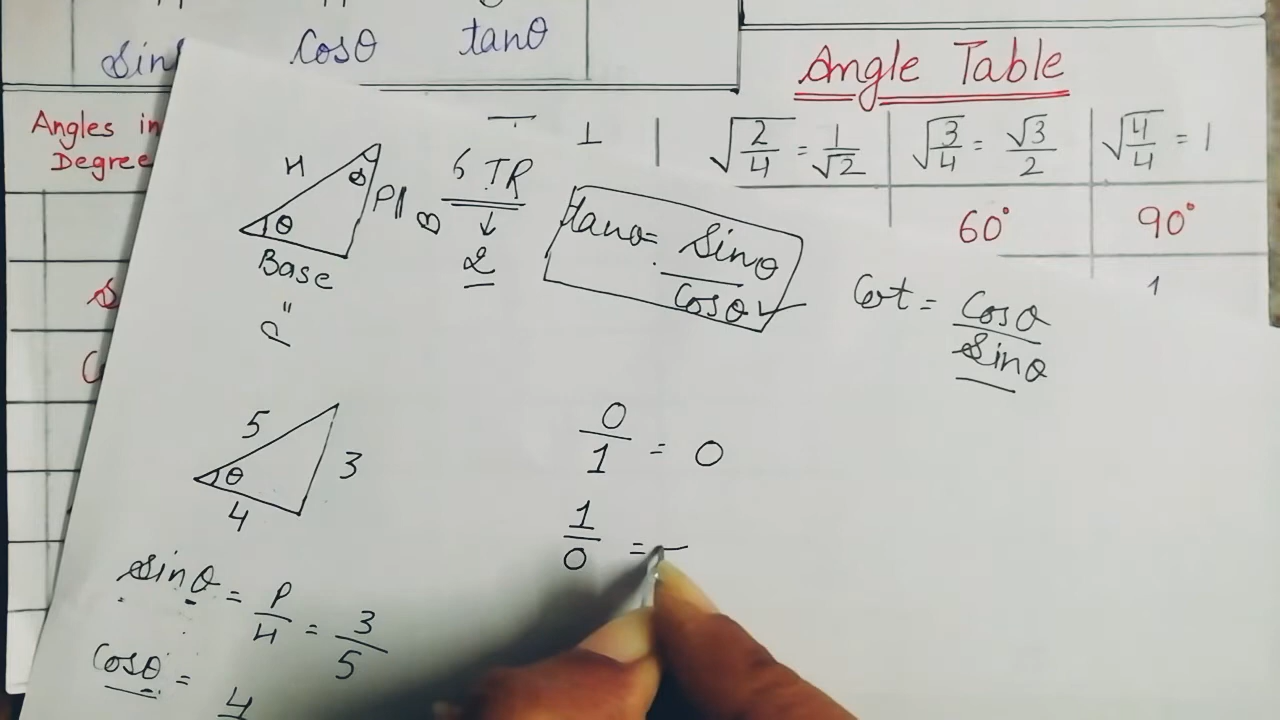 cosθ tanθ
Angle Table
Angles in
Degree
√2/4 = 1/√2
√3/4 = √3/2
√4/4 = 1
60° 90°
1
H
θ
Base
6 TR
↓
2
tanθ = Sinθ/Cosθ
Cot = Cosθ/Sinθ
5
θ
3
4
0/1 = 0
1/0 =
Sinθ = P/H = 3/5
Cosθ = 4